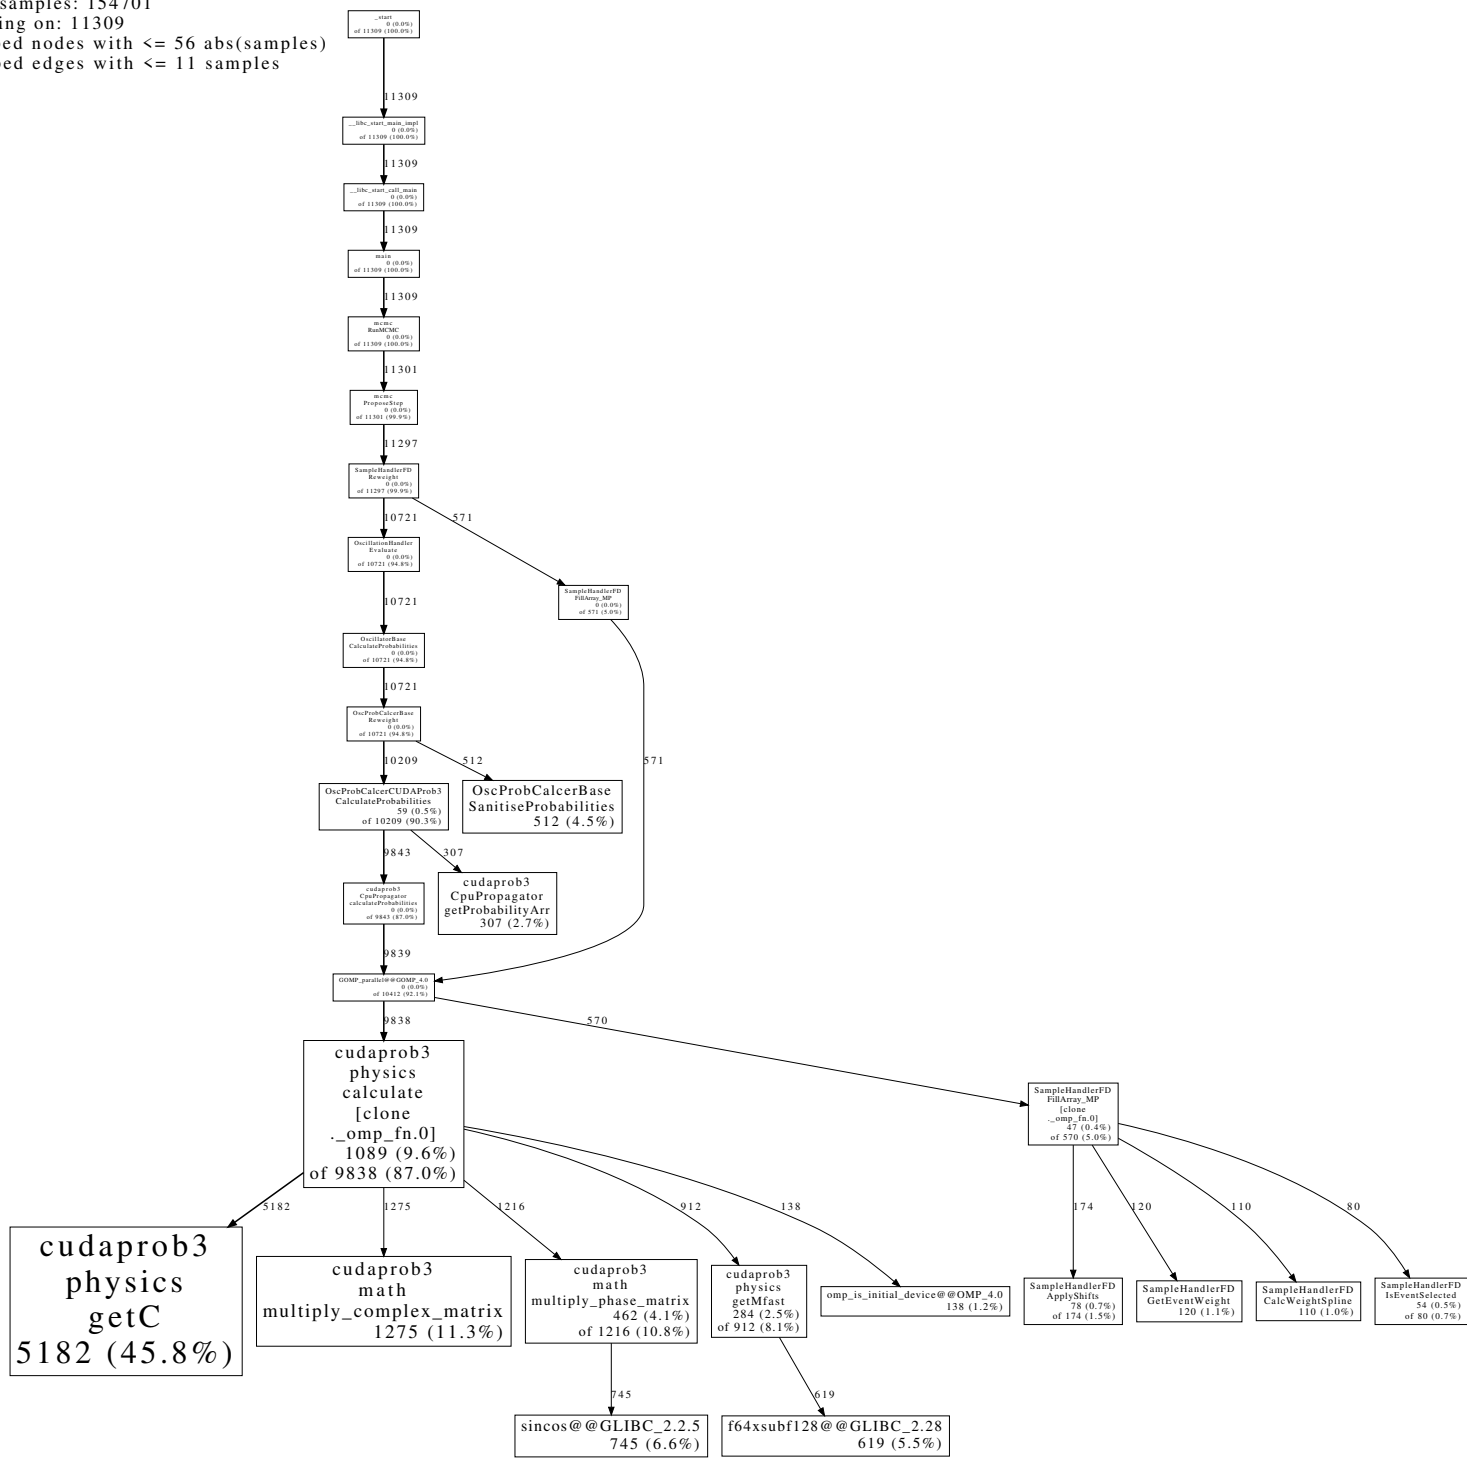 samples: 154701
ing on: 11309
ed nodes with <= 56 abs(samples)
ed edges with <= 11 samples
_start
0 (0.0%)
of 11309 (100.0%)
11309
__libc_start_main_impl
0 (0.0%)
of 11309 (100.0%)
11309
__libc_start_call_main
0 (0.0%)
of 11309 (100.0%)
11309
main
0 (0.0%)
of 11309 (100.0%)
11309
mcmc
RunMCMC
0 (0.0%)
of 11309 (100.0%)
11301
mcmc
ProposeStep
0 (0.0%)
of 11301 (99.9%)
11297
SampleHandlerFD
Reweight
0 (0.0%)
of 11297 (99.9%)
10721
571
OscillationHandler
Evaluate
0 (0.0%)
of 10721 (94.8%)
10721
SampleHandlerFD
FillArray_MP
0 (0.0%)
of 571 (5.0%)
OscillatorBase
CalculateProbabilities
0 (0.0%)
of 10721 (94.8%)
10721
OscProbCalcerBase
Reweight
0 (0.0%)
of 10721 (94.8%)
10209
512
571
OscProbCalcerCUDAProb3
CalculateProbabilities
59 (0.5%)
of 10209 (90.3%)
OscProbCalcerBase
SanitiseProbabilities
512 (4.5%)
9843
307
cudaprob3
CpuPropagator
calculateProbabilities
0 (0.0%)
of 9843 (87.0%)
cudaprob3
CpuPropagator
getProbabilityArr
307 (2.7%)
9839
GOMP_parallel@@GOMP_4.0
0 (0.0%)
of 10412 (92.1%)
9838
570
cudaprob3
physics
calculate
[clone
._omp_fn.0]
1089 (9.6%)
of 9838 (87.0%)
SampleHandlerFD
FillArray_MP
[clone
._omp_fn.0]
47 (0.4%)
of 570 (5.0%)
5182
1275
1216
912
138
174
120
110
80
cudaprob3
physics
getC
5182 (45.8%)
cudaprob3
math
multiply_complex_matrix
1275 (11.3%)
cudaprob3
math
multiply_phase_matrix
462 (4.1%)
of 1216 (10.8%)
cudaprob3
physics
getMfast
284 (2.5%)
of 912 (8.1%)
omp_is_initial_device@@OMP_4.0
138 (1.2%)
SampleHandlerFD
ApplyShifts
78 (0.7%)
of 174 (1.5%)
SampleHandlerFD
GetEventWeight
120 (1.1%)
SampleHandlerFD
CalcWeightSpline
110 (1.0%)
SampleHandlerFD
IsEventSelected
54 (0.5%)
of 80 (0.7%)
745
619
sincos@@GLIBC_2.2.5
745 (6.6%)
f64xsubf128@@GLIBC_2.28
619 (5.5%)